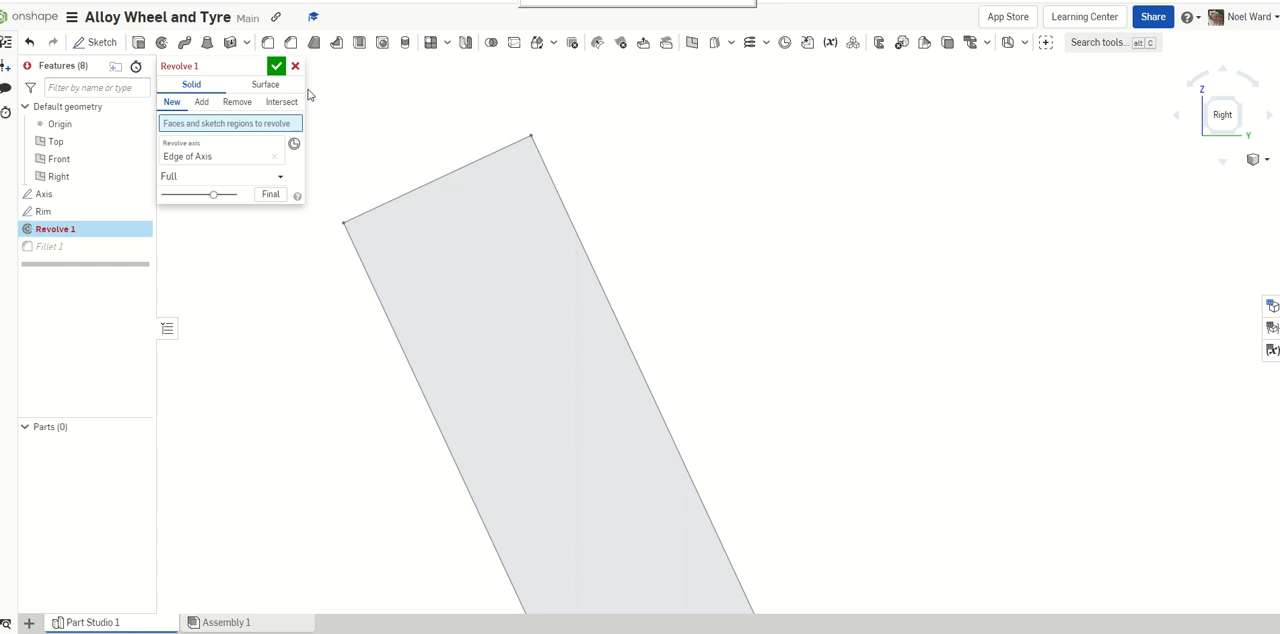 onshape Alloy Wheel and Tyre Main App Store Learning Center Share Noel Ward
Sketch Search tools... alt C
Features (8)
Filter by name or type
Default geometry
Origin
Top
Front
Right
Axis
Rim
Revolve 1
Fillet 1
Parts (0)
Revolve 1
Solid Surface
New Add Remove Intersect
Faces and sketch regions to revolve
Revolve axis
Edge of Axis
Full
Final
Z
Right
Y
Part Studio 1 Assembly 1